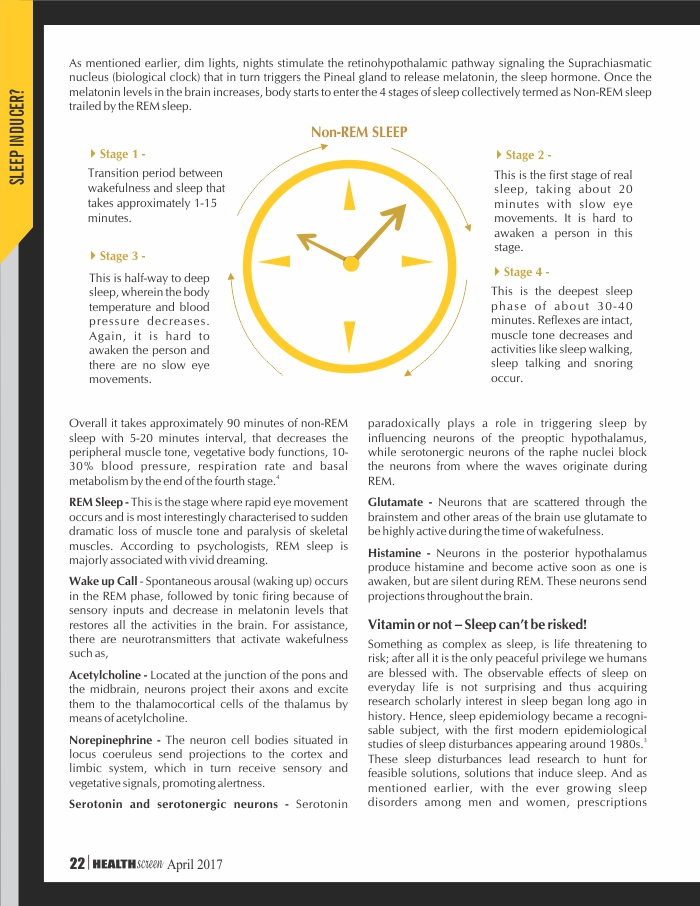 SLEEP INDUCER?
As mentioned earlier, dim lights, nights stimulate the retinohypothalamic pathway signaling the Suprachiasmatic
nucleus (biological clock) that in turn triggers the Pineal gland to release melatonin, the sleep hormone. Once the
melatonin levels in the brain increases, body starts to enter the 4 stages of sleep collectively termed as Non-REM sleep
trailed by the REM sleep.
Non-REM SLEEP
Stage 1 -
Transition period between
wakefulness and sleep that
takes approximately 1-15
minutes.
Stage 2 -
This is the first stage of real
sleep, taking about 20
minutes with slow eye
movements. It is hard to
awaken a person in this
stage.
Stage 3 -
This is half-way to deep
sleep, wherein the body
temperature and blood
pressure decreases.
Again, it is hard to
awaken the person and
there are no slow eye
movements.
Stage 4 -
This is the deepest sleep
phase of about 30-40
minutes. Reflexes are intact,
muscle tone decreases and
activities like sleep walking,
sleep talking and snoring
occur.
Overall it takes approximately 90 minutes of non-REM
sleep with 5-20 minutes interval, that decreases the
peripheral muscle tone, vegetative body functions, 10-
30% blood pressure, respiration rate and basal
metabolism by the end of the fourth stage.4
REM Sleep - This is the stage where rapid eye movement
occurs and is most interestingly characterised to sudden
dramatic loss of muscle tone and paralysis of skeletal
muscles. According to psychologists, REM sleep is
majorly associated with vivid dreaming.
Wake up Call - Spontaneous arousal (waking up) occurs
in the REM phase, followed by tonic firing because of
sensory inputs and decrease in melatonin levels that
restores all the activities in the brain. For assistance,
there are neurotransmitters that activate wakefulness
such as,
Acetylcholine - Located at the junction of the pons and
the midbrain, neurons project their axons and excite
them to the thalamocortical cells of the thalamus by
means of acetylcholine.
Norepinephrine - The neuron cell bodies situated in
locus coeruleus send projections to the cortex and
limbic system, which in turn receive sensory and
vegetative signals, promoting alertness.
Serotonin and serotonergic neurons - Serotonin
paradoxically plays a role in triggering sleep by
influencing neurons of the preoptic hypothalamus,
while serotonergic neurons of the raphe nuclei block
the neurons from where the waves originate during
REM.
Glutamate - Neurons that are scattered through the
brainstem and other areas of the brain use glutamate to
be highly active during the time of wakefulness.
Histamine - Neurons in the posterior hypothalamus
produce histamine and become active soon as one is
awaken, but are silent during REM. These neurons send
projections throughout the brain.
Vitamin or not – Sleep can't be risked!
Something as complex as sleep, is life threatening to
risk; after all it is the only peaceful privilege we humans
are blessed with. The observable effects of sleep on
everyday life is not surprising and thus acquiring
research scholarly interest in sleep began long ago in
history. Hence, sleep epidemiology became a recogni-
sable subject, with the first modern epidemiological
studies of sleep disturbances appearing around 1980s.3
These sleep disturbances lead research to hunt for
feasible solutions, solutions that induce sleep. And as
mentioned earlier, with the ever growing sleep
disorders among men and women, prescriptions
22 | HEALTHscreen April 2017